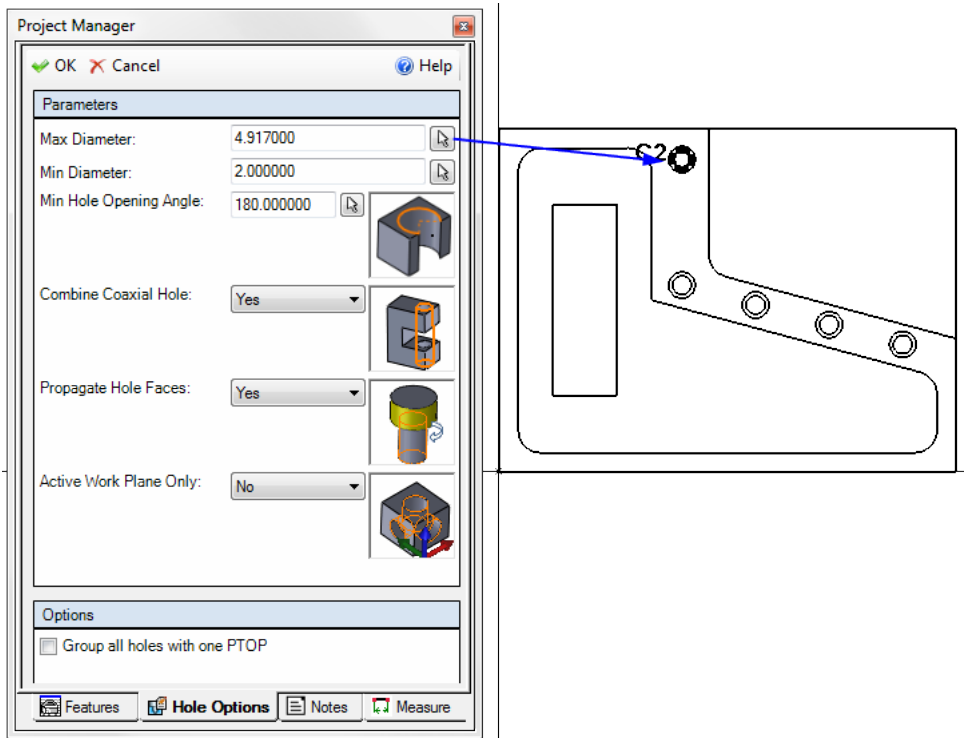 Project Manager
OK Cancel Help
Parameters
Max Diameter: 4.917000
Min Diameter: 2.000000
Min Hole Opening Angle: 180.000000
Combine Coaxial Hole: Yes
Propagate Hole Faces: Yes
Active Work Plane Only: No
Options
Group all holes with one PTOP
Features Hole Options Notes Measure
C2